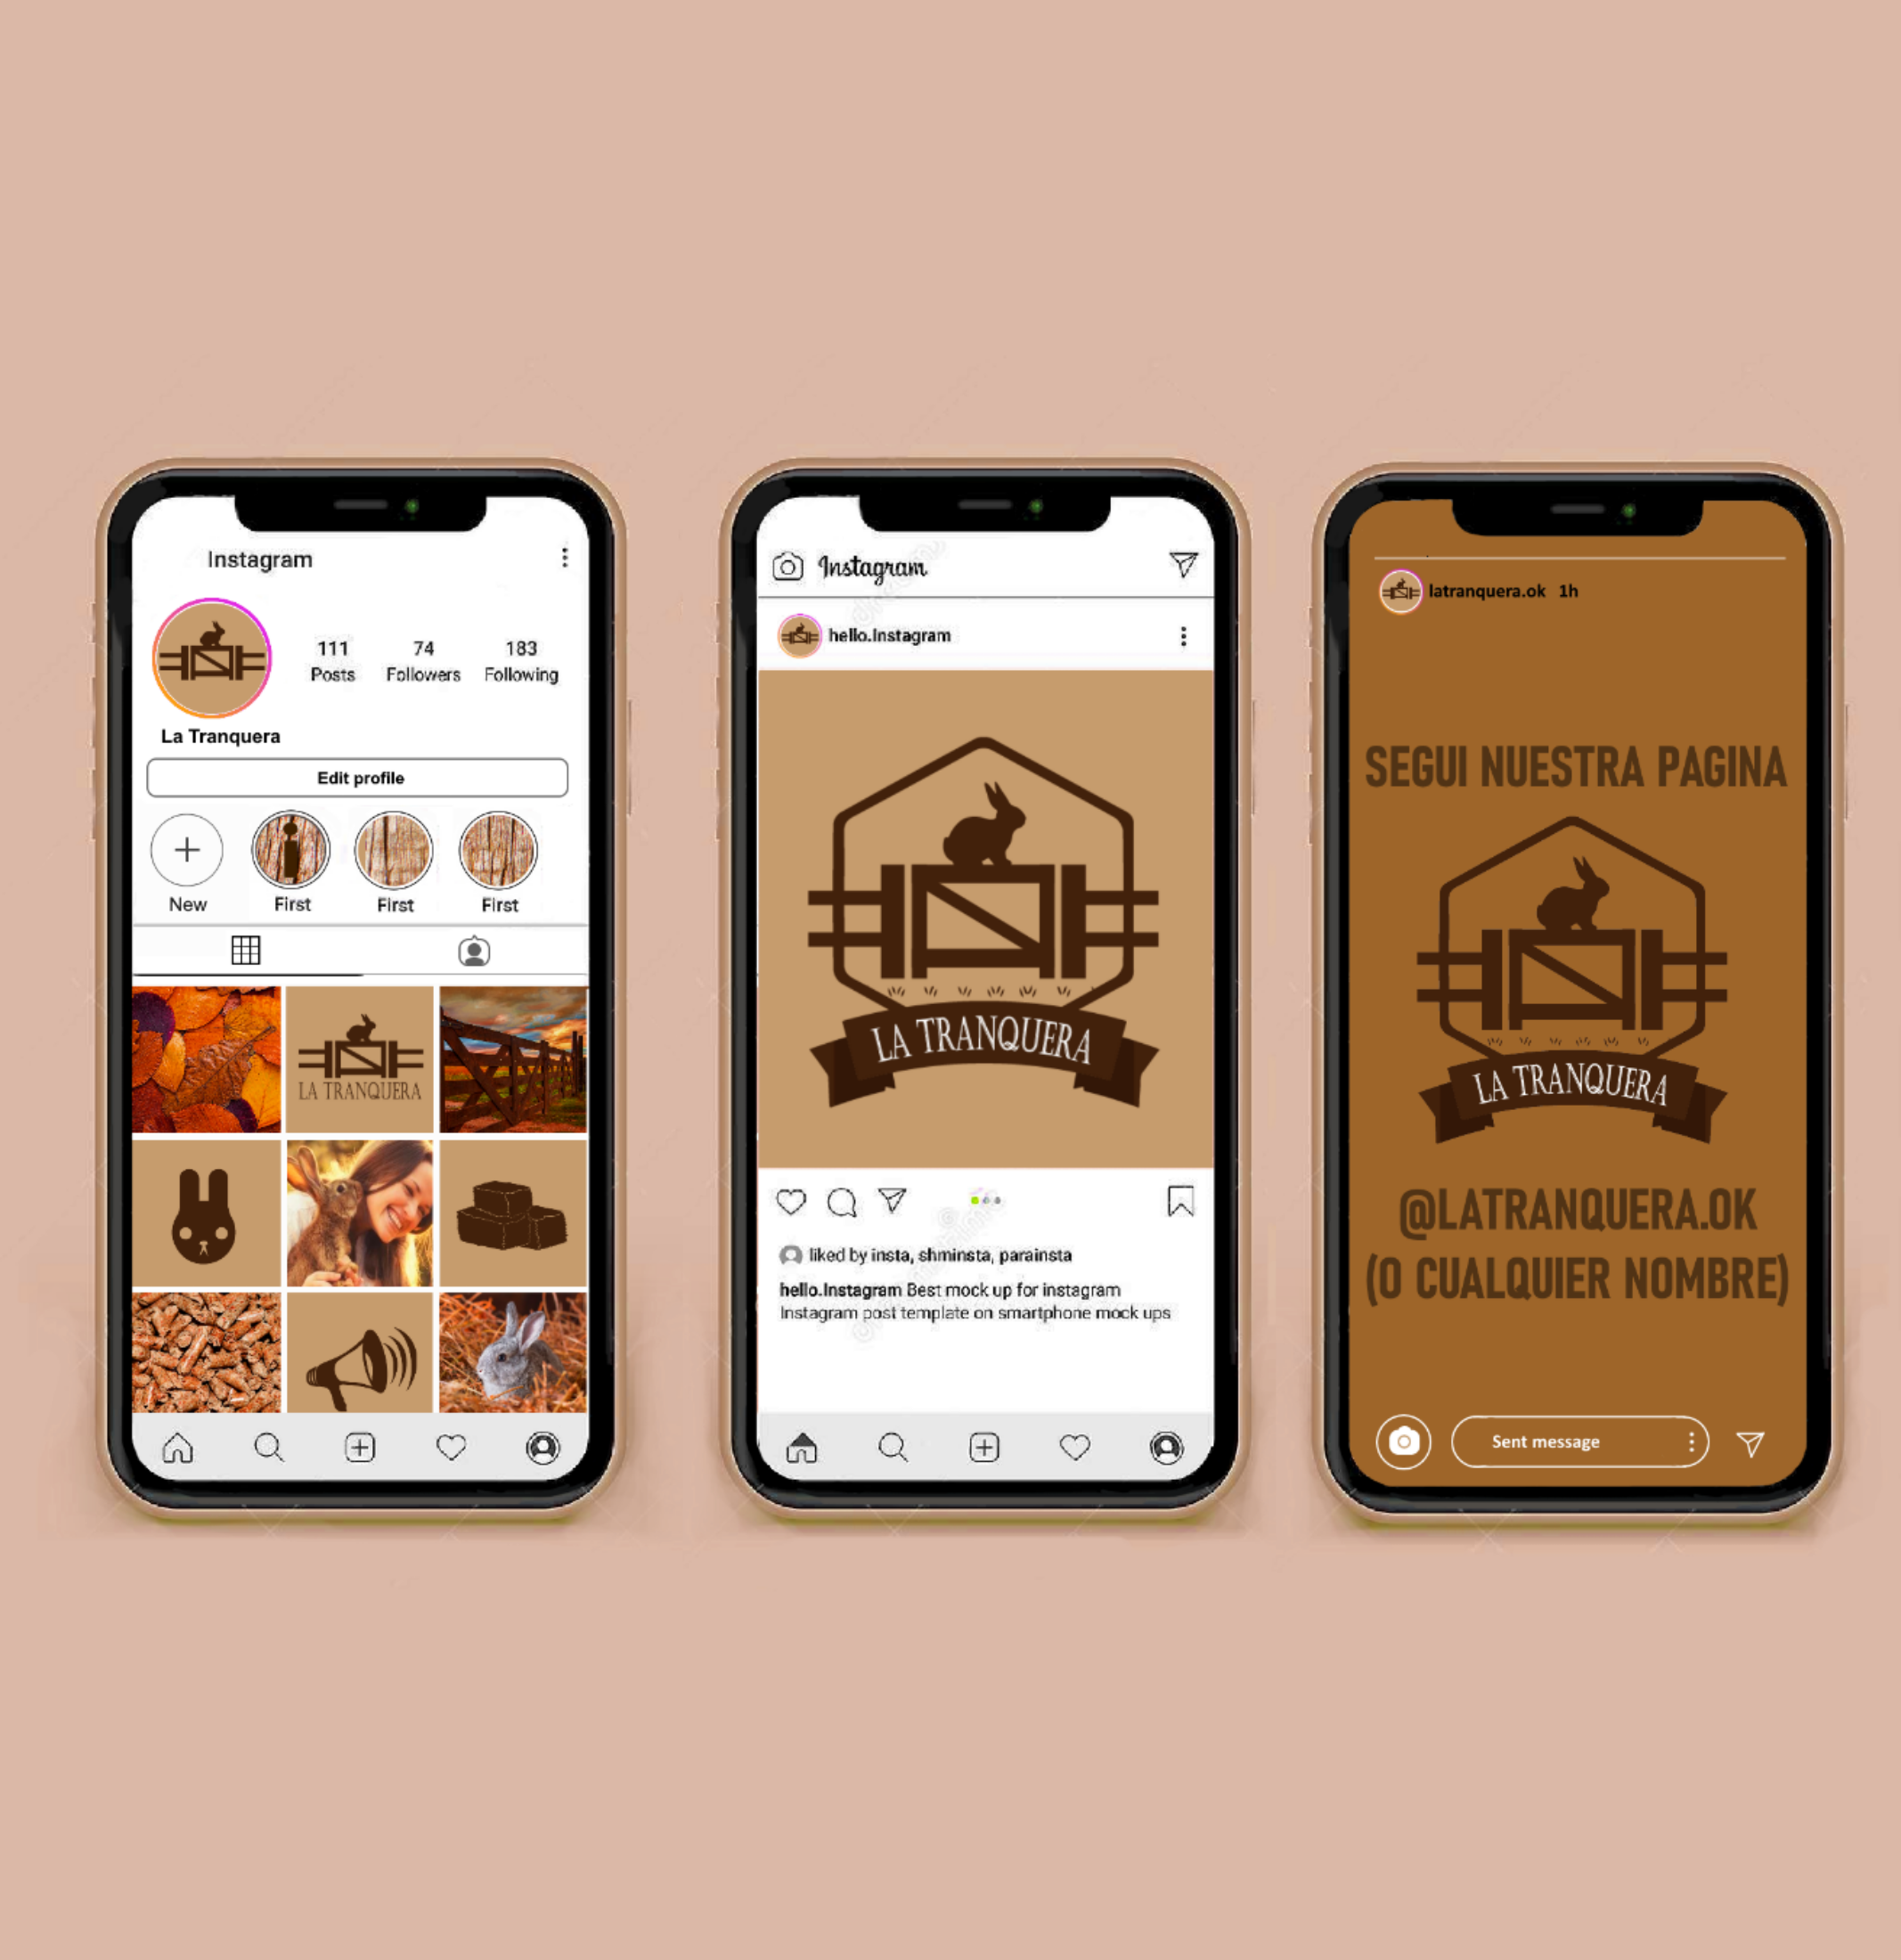 Instagram
111 74 183
Posts Followers Following
La Tranquera
Edit profile
New First First First
LA TRANQUERA
Instagram
hello.Instagram
LA TRANQUERA
liked by insta, shminsta, parainsta
hello.Instagram Best mock up for instagram
Instagram post template on smartphone mock ups
latranquera.ok 1h
SEGUI NUESTRA PAGINA
LA TRANQUERA
@LATRANQUERA.OK
(O CUALQUIER NOMBRE)
Sent message